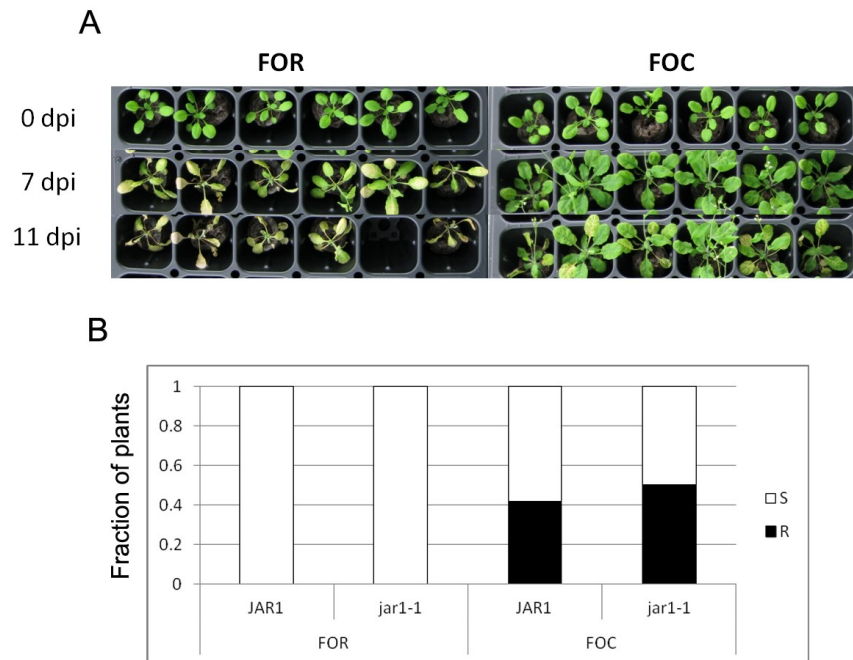 A
FOR FOC
0 dpi
7 dpi
11 dpi
B
Fraction of plants
1
0.8
0.6
0.4
0.2
0
S
R
JAR1 jar1-1 JAR1 jar1-1
FOR FOC